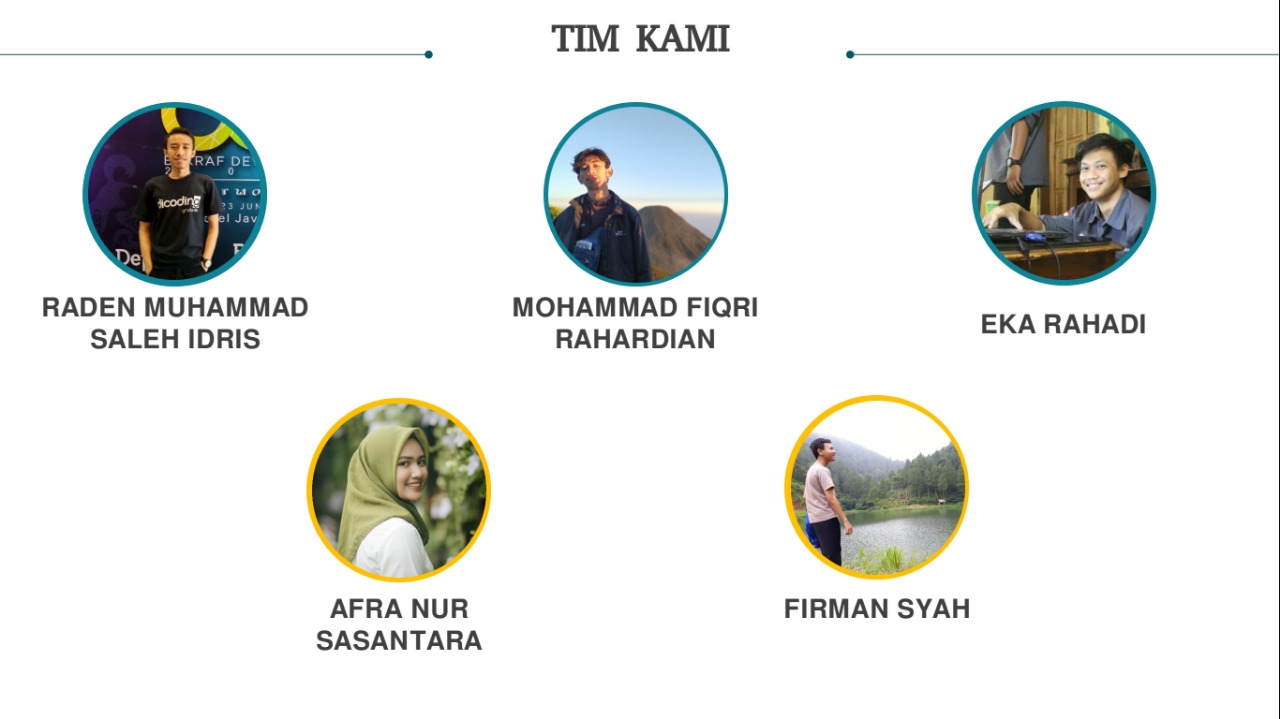 TIM KAMI
RADEN MUHAMMAD
SALEH IDRIS
MOHAMMAD FIQRI
RAHARDIAN
EKA RAHADI
AFRA NUR
SASANTARA
FIRMAN SYAH